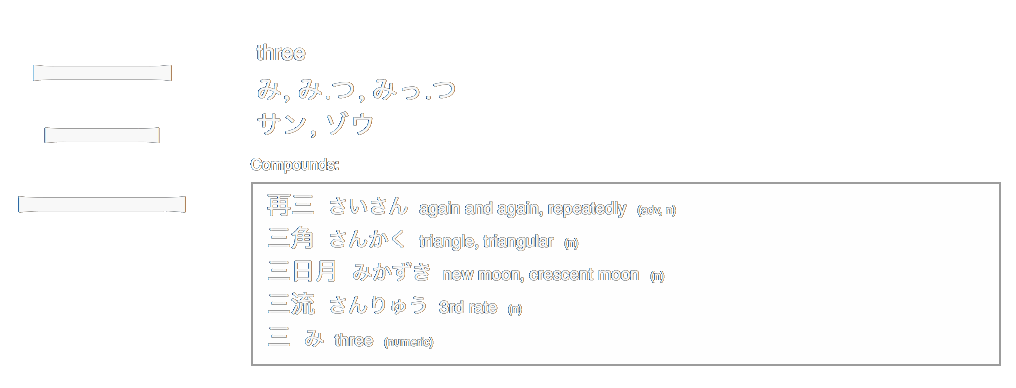 三
three
み, み.つ, みっ.つ
サン, ゾウ
Compounds:
再三 さいさん again and again, repeatedly (adv, n)
三角 さんかく triangle, triangular (n)
三日月 みかずき new moon, crescent moon (n)
三流 さんりゅう 3rd rate (n)
三 み three (numeric)